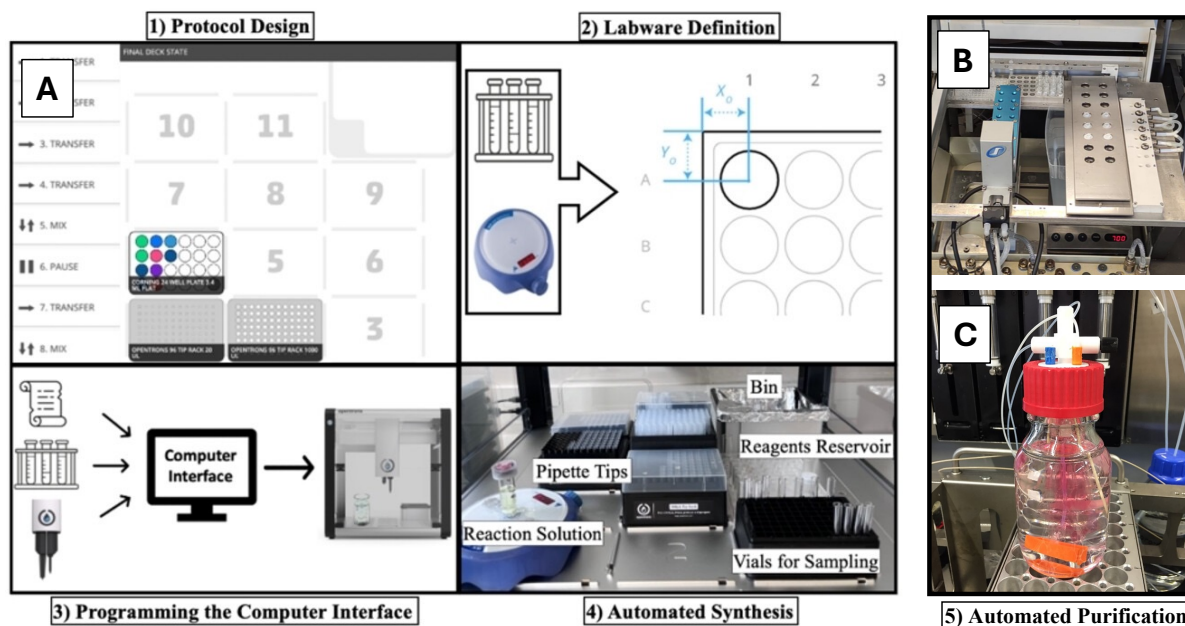 1) Protocol Design
2) Labware Definition
A
FINAL DECK STATE
TRANSFER
3. TRANSFER
4. TRANSFER
5. MIX
6. PAUSE
7. TRANSFER
8. MIX
10
11
7
8
9
5
6
3
CORNING 24 WELL PLATE 3.4
ML FLAT
OPENTRONS 96 TIP RACK 20
UL
OPENTRONS 96 TIP RACK 1000
UL
1
2
3
Xo
Yo
A
B
C
B
700
C
Computer
Interface
Bin
Reagents Reservoir
Pipette Tips
Reaction Solution
Vials for Sampling
3) Programming the Computer Interface
4) Automated Synthesis
5) Automated Purification